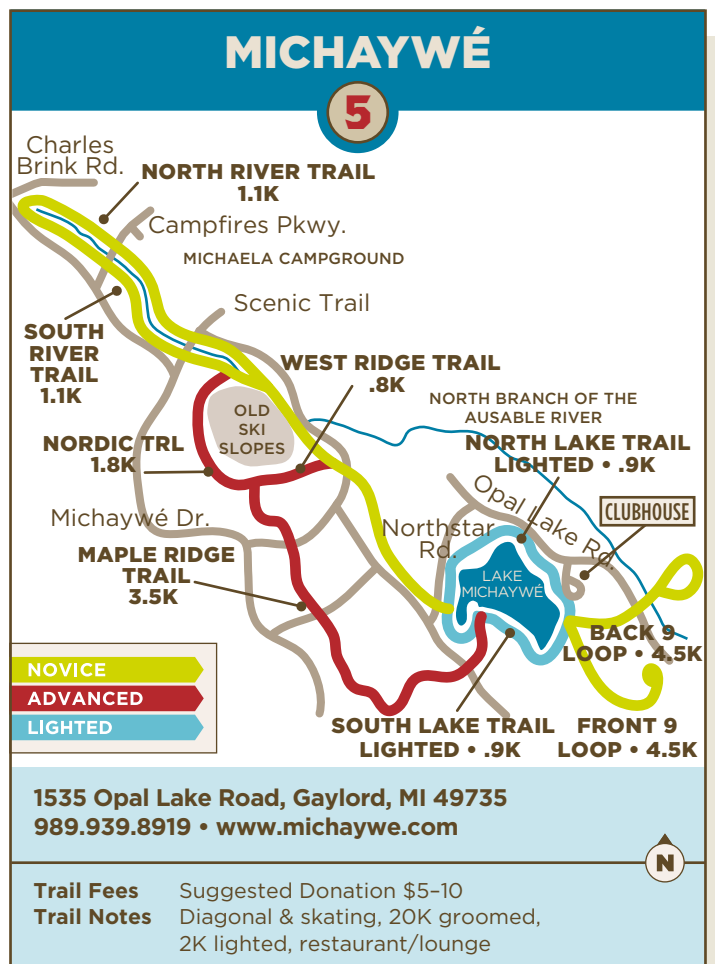 MICHAYWÉ
5
Charles
Brink Rd.
NORTH RIVER TRAIL
1.1K
Campfires Pkwy.
MICHAELA CAMPGROUND
Scenic Trail
SOUTH
RIVER
TRAIL
1.1K
WEST RIDGE TRAIL
.8K
NORTH BRANCH OF THE
AUSABLE RIVER
OLD
SKI
SLOPES
NORDIC TRL
1.8K
NORTH LAKE TRAIL
LIGHTED • .9K
Opal Lake Rd.
CLUBHOUSE
Michaywé Dr.
Northstar
Rd.
MAPLE RIDGE
TRAIL
3.5K
LAKE
MICHAYWÉ
BACK 9
LOOP • 4.5K
NOVICE
ADVANCED
LIGHTED
SOUTH LAKE TRAIL
LIGHTED • .9K
FRONT 9
LOOP • 4.5K
1535 Opal Lake Road, Gaylord, MI 49735
989.939.8919 • www.michaywe.com
N
Trail Fees Suggested Donation $5–10
Trail Notes Diagonal & skating, 20K groomed,
2K lighted, restaurant/lounge